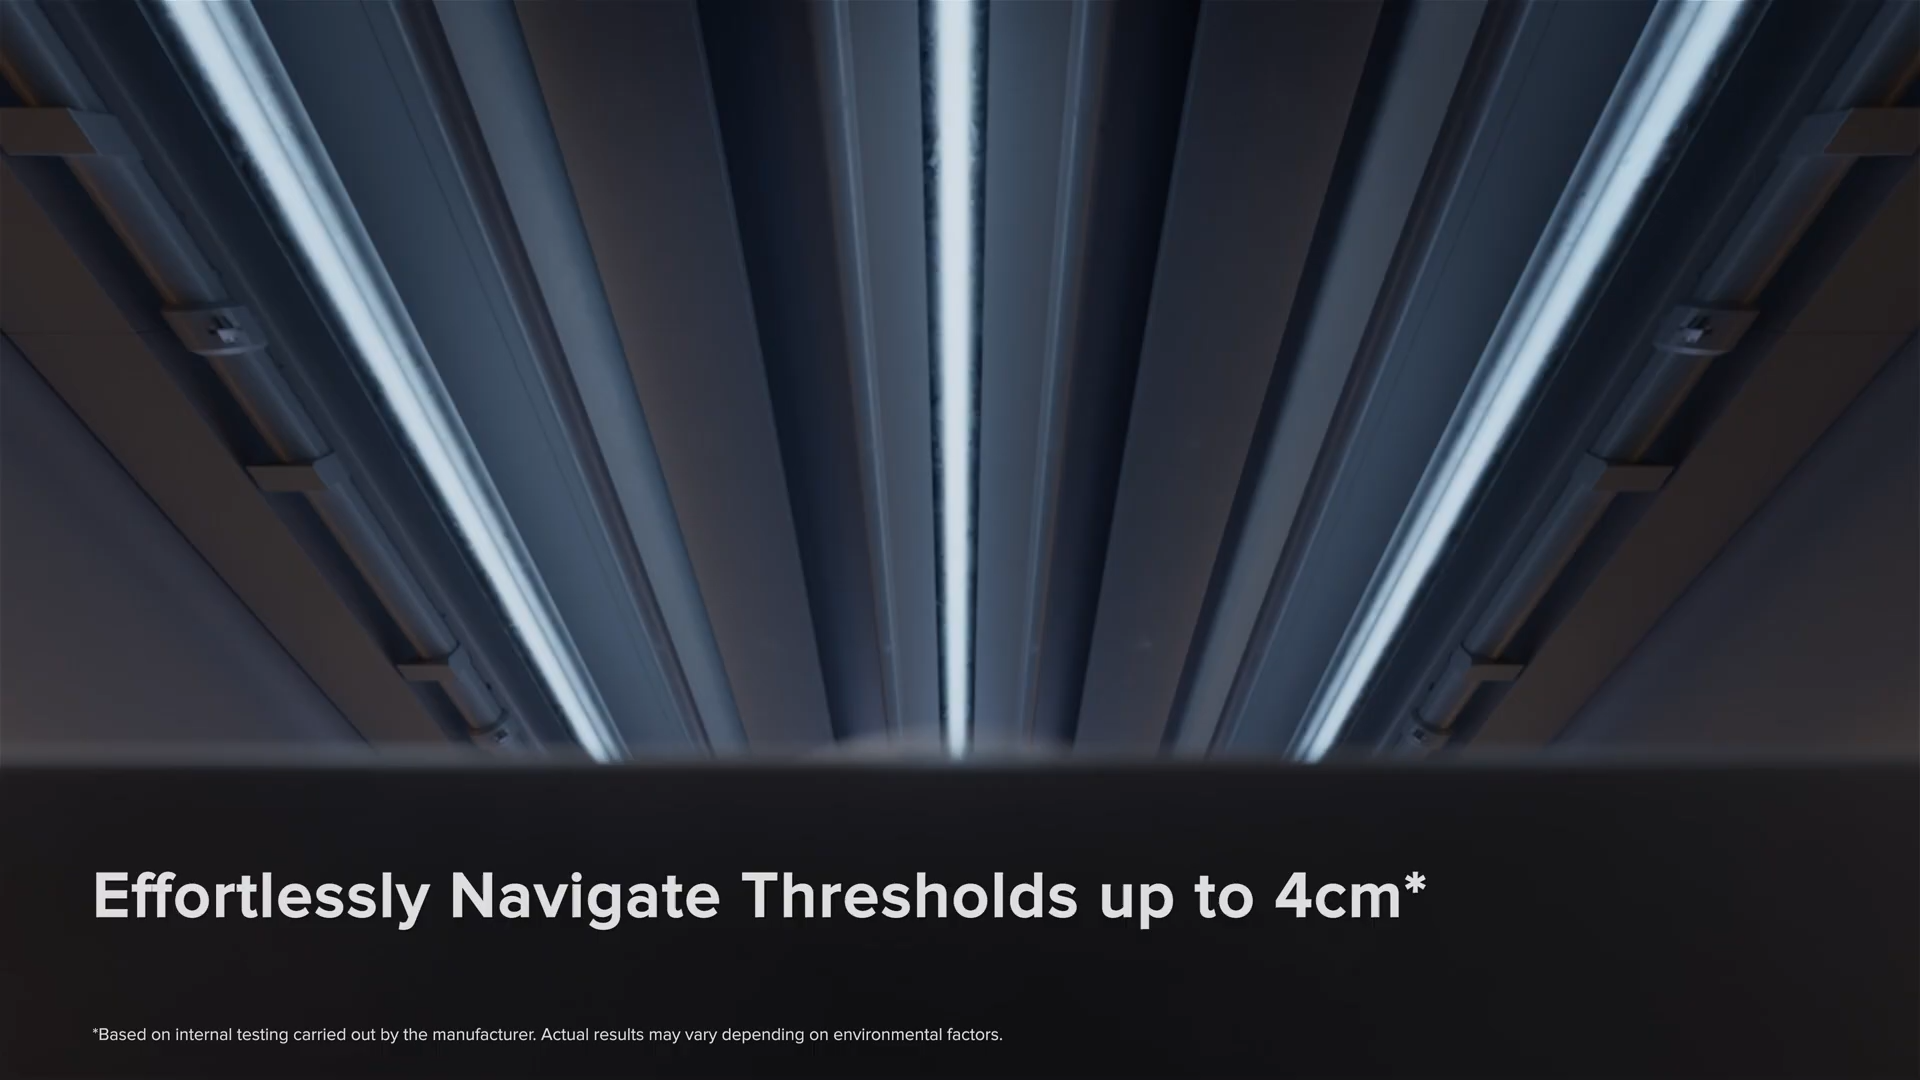 Effortlessly Navigate Thresholds up to 4cm*
*Based on internal testing carried out by the manufacturer. Actual results may vary depending on environmental factors.